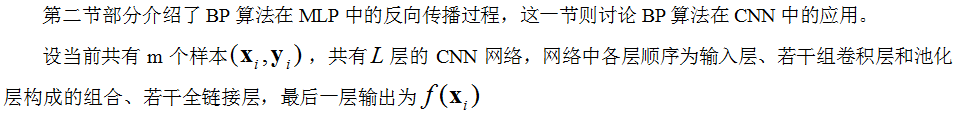 第二节部分介绍了 BP 算法在 MLP 中的反向传播过程，这一节则讨论 BP 算法在 CNN 中的应用。
设当前共有 m 个样本(x_i,y_i)，共有L层的 CNN 网络，网络中各层顺序为输入层、若干组卷积层和池化
层构成的组合、若干全链接层，最后一层输出为 f(x_i)